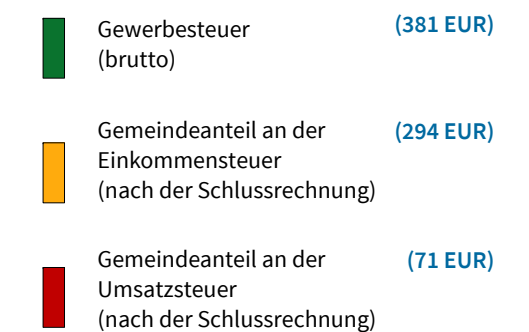 Gewerbesteuer (381 EUR)
(brutto)
Gemeindeanteil an der (294 EUR)
Einkommensteuer
(nach der Schlussrechnung)
Gemeindeanteil an der (71 EUR)
Umsatzsteuer
(nach der Schlussrechnung)